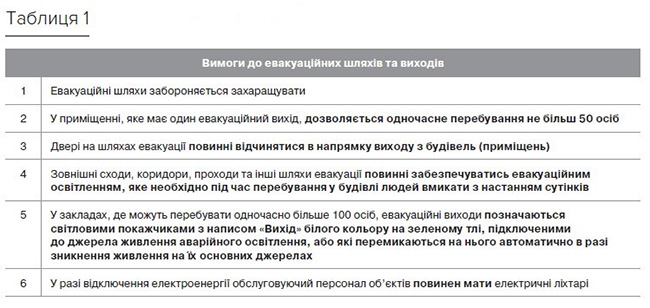 Таблиця 1
Вимоги до евакуаційних шляхів та виходів
1 Евакуаційні шляхи забороняється захаращувати
2 У приміщенні, яке має один евакуаційний вихід, дозволяється одночасне перебування не більш 50 осіб
3 Двері на шляхах евакуації повинні відчинятися в напрямку виходу з будівель (приміщень)
4 Зовнішні сходи, коридори, проходи та інші шляхи евакуації повинні забезпечуватись евакуаційним
освітленням, яке необхідно під час перебування у будівлі людей вмикати з настанням сутінків
5 У закладах, де можуть перебувати одночасно більше 100 осіб, евакуаційні виходи позначаються
світловими покажчиками з написом «Вихід» білого кольору на зеленому тлі, підключеними
до джерела живлення аварійного освітлення, або які перемикаються на нього автоматично в разі
зникнення живлення на їх основних джерелах
6 У разі відключення електроенергії обслуговуючий персонал об’єктів повинен мати електричні ліхтарі